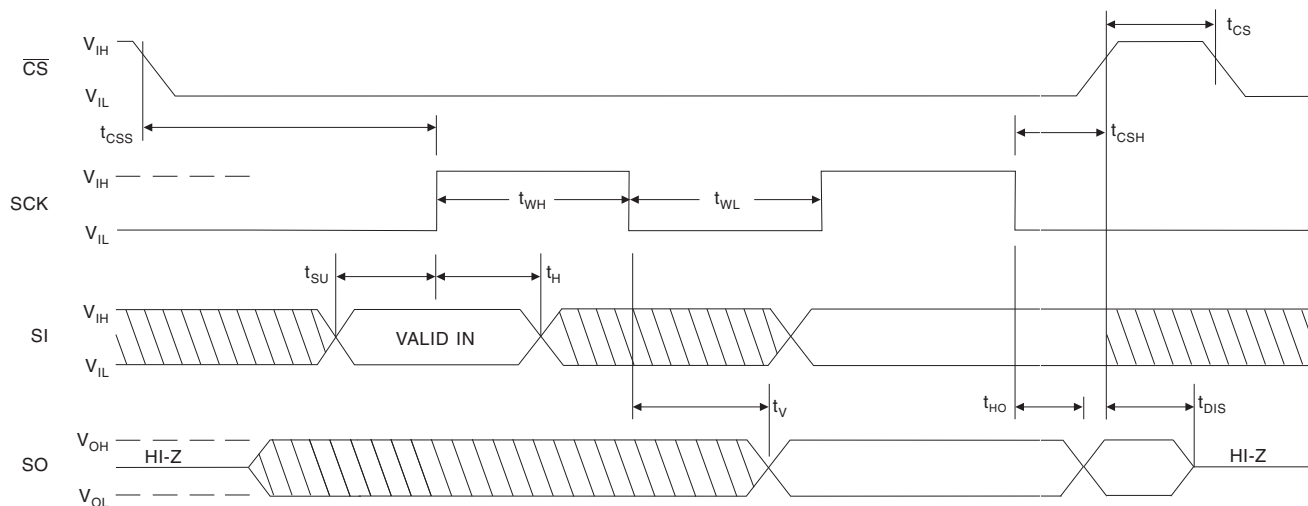 V_IH
t_CS
C̅S̅
V_IL
t_CSS
t_CSH
V_IH
SCK
t_WH
t_WL
V_IL
t_SU
t_H
V_IH
SI
VALID IN
V_IL
t_V
t_HO
t_DIS
V_OH
SO
HI-Z
HI-Z
V_OL